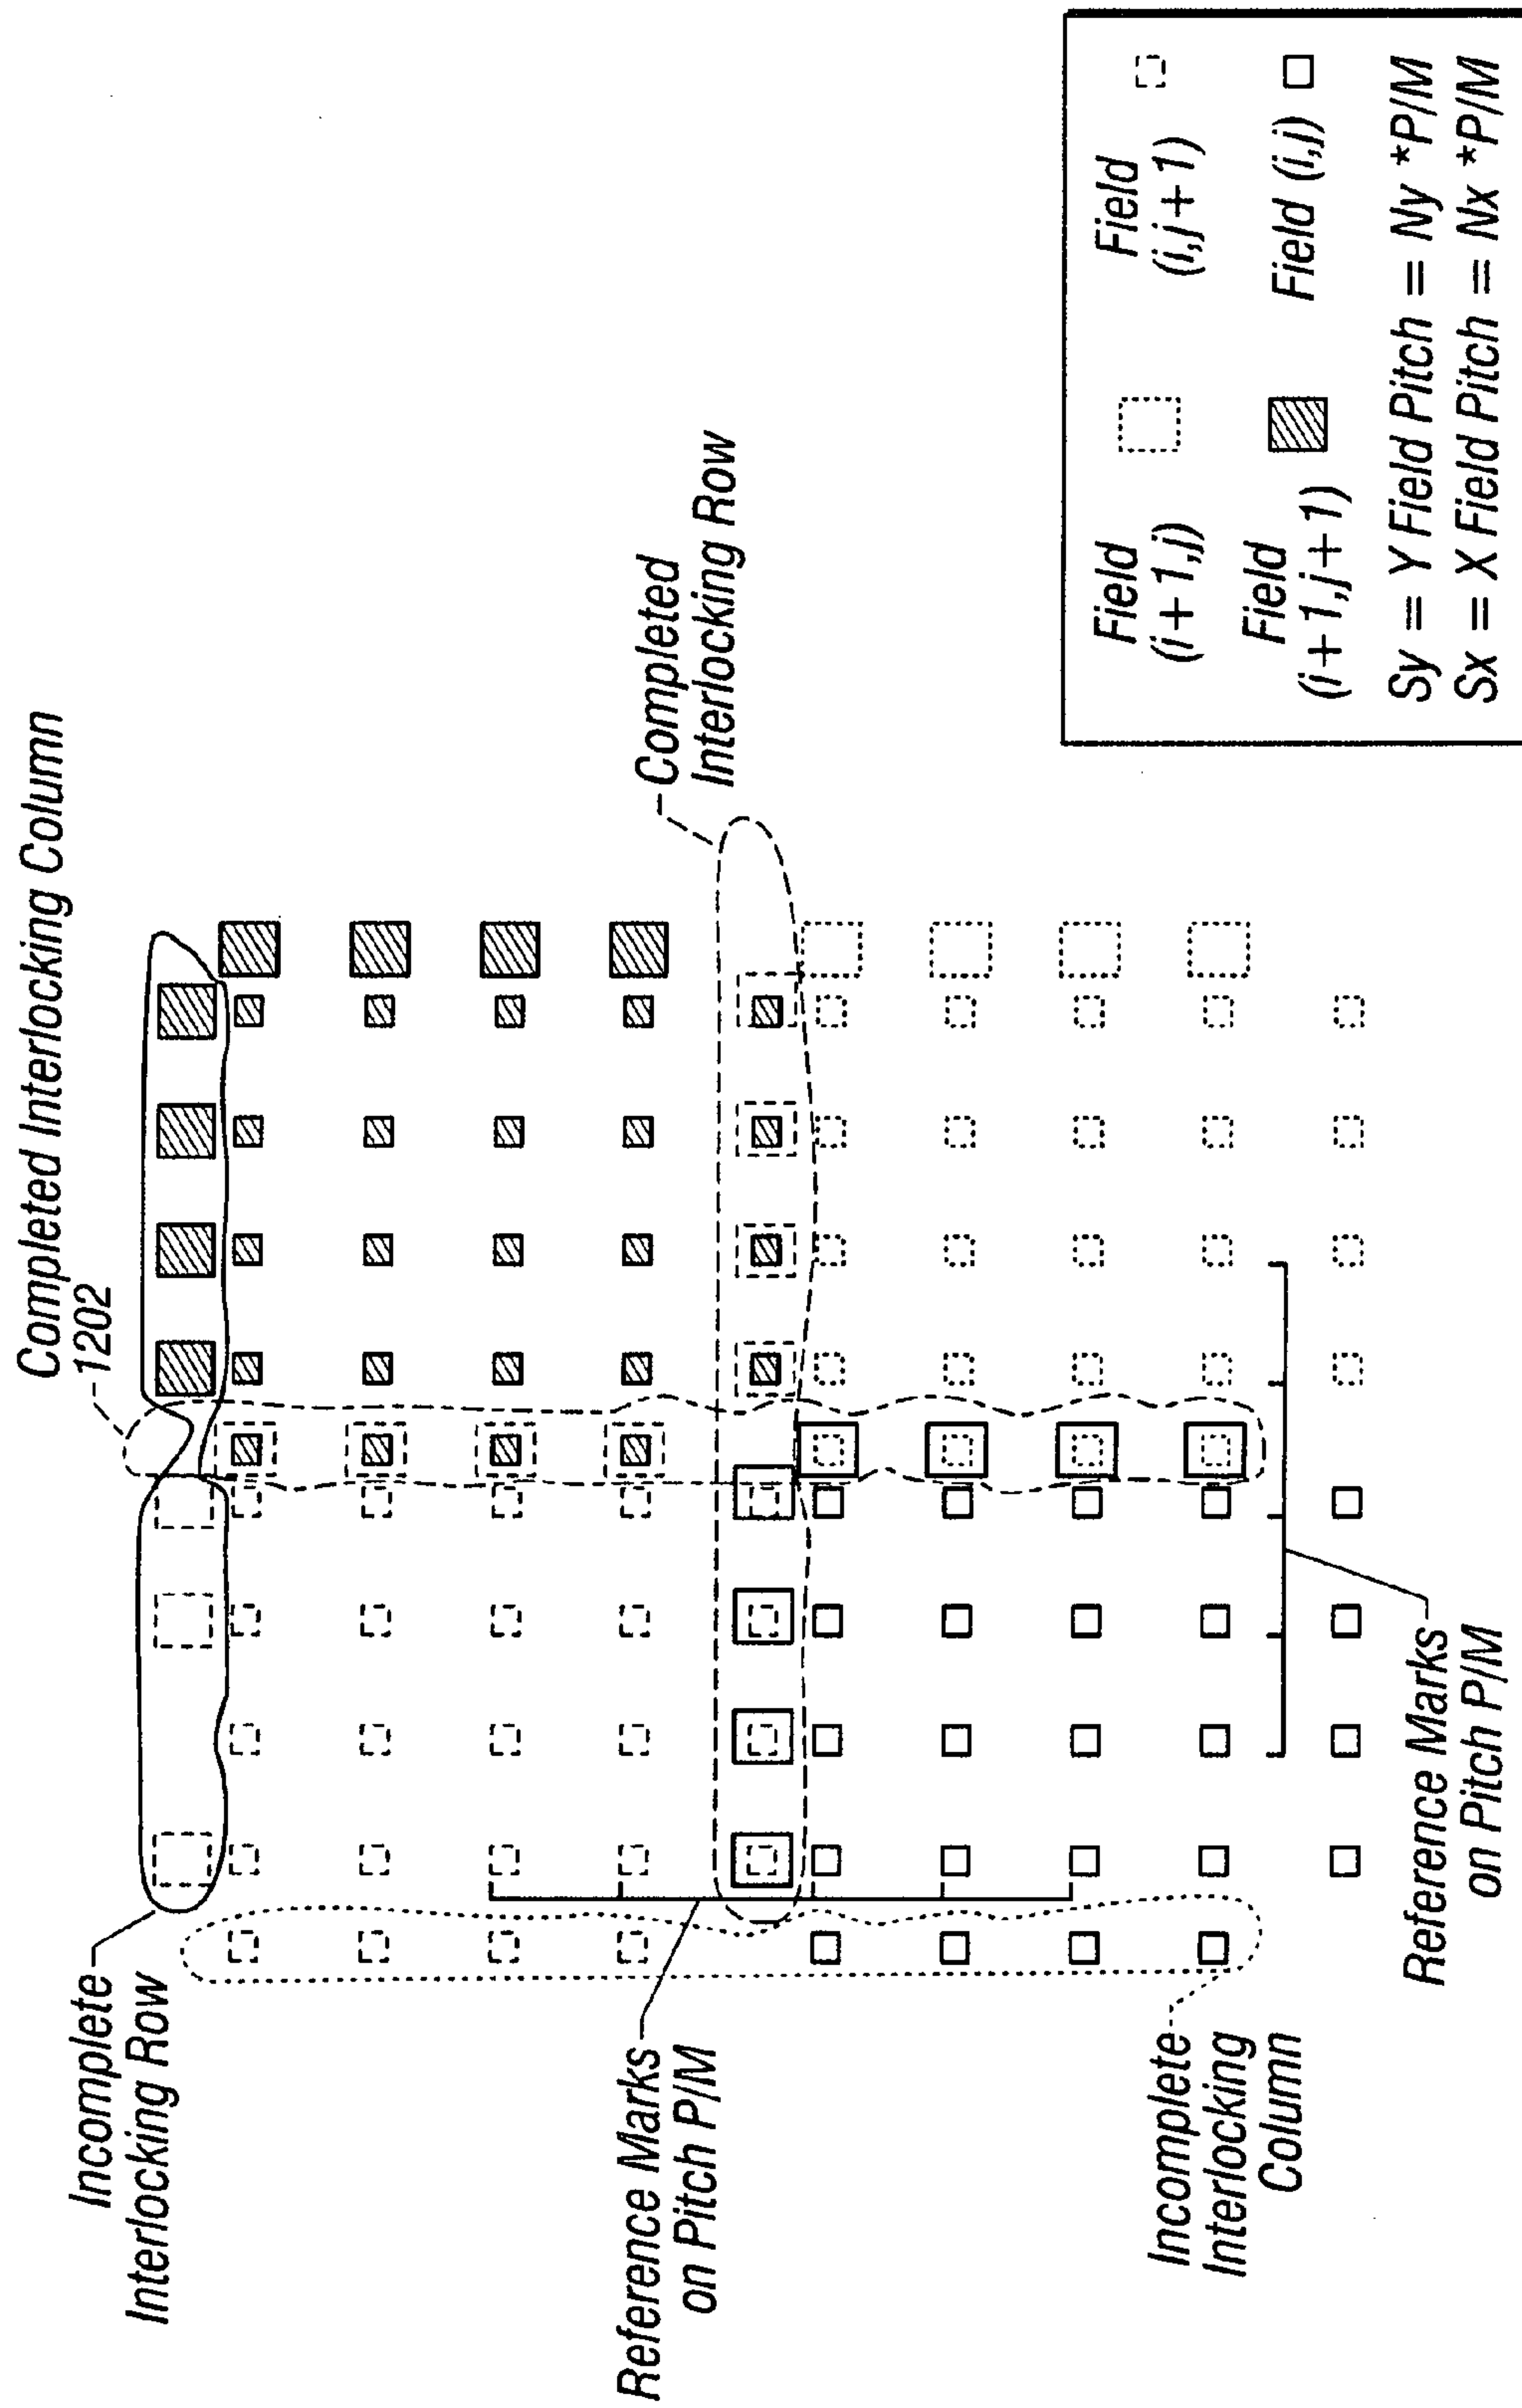 Completed Interlocking Column
1202
Incomplete
Interlocking Row
Completed
Interlocking Row
Reference Marks
on Pitch P/M
Incomplete
Interlocking
Column
Reference Marks
on Pitch P/M
Field
(i+1,j)
Field
(i,j+1)
Field
(i+1,j+1)
Field (i,j)
Sy = Y Field Pitch = Ny *P/M
Sx = X Field Pitch = Nx *P/M